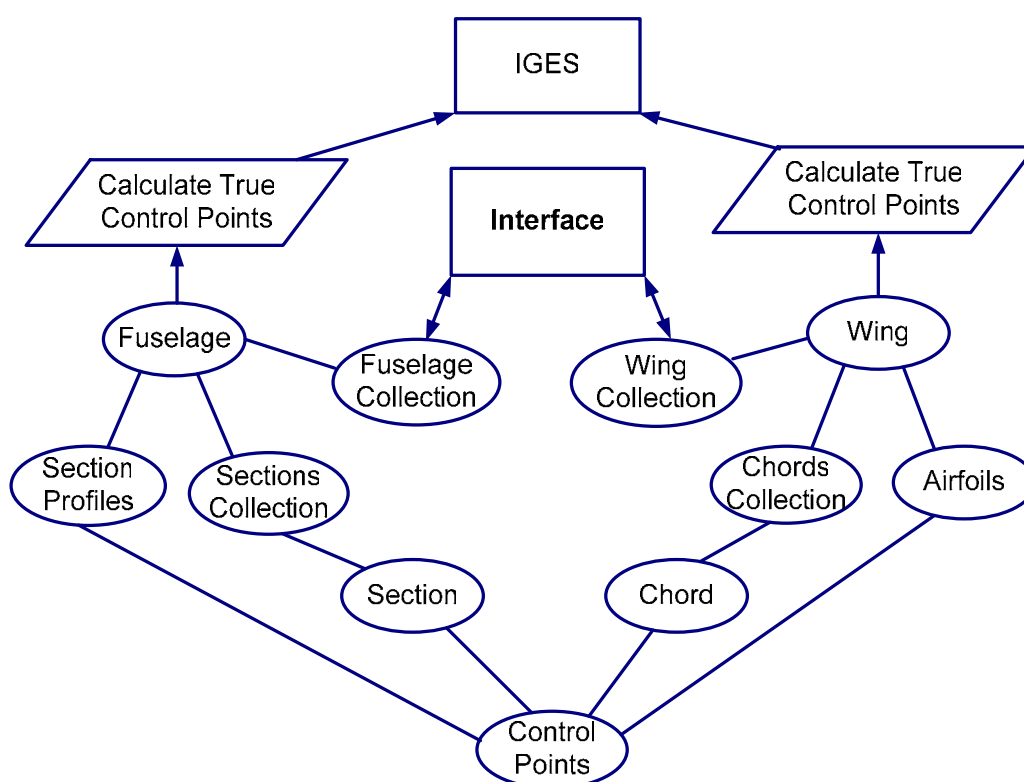 IGES
Calculate True
Control Points
Calculate True
Control Points
Interface
Fuselage
Fuselage
Collection
Wing
Collection
Wing
Section
Profiles
Sections
Collection
Chords
Collection
Airfoils
Section
Chord
Control
Points